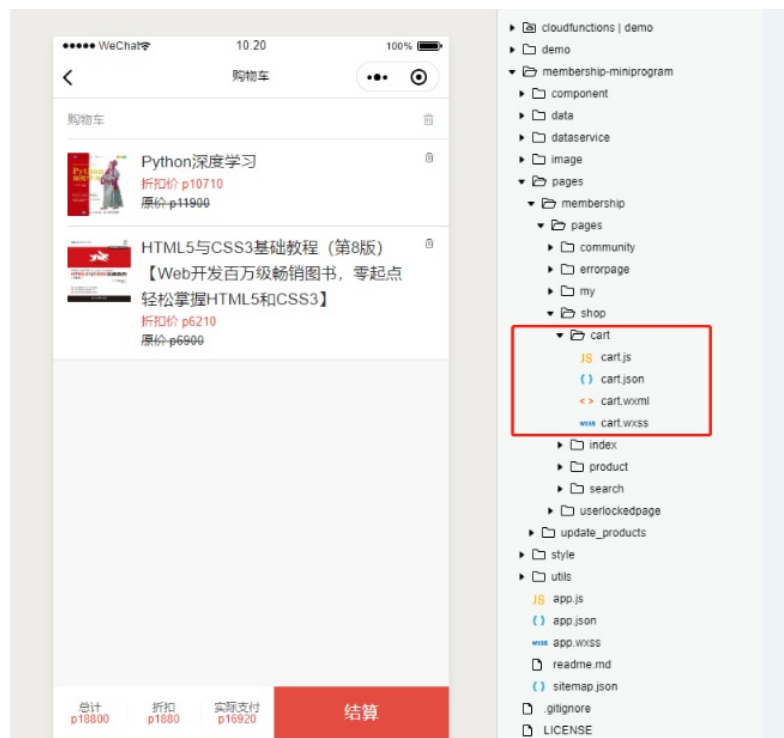 WeChat
10:20
100%
购物车
购物车
Python深度学习
折扣价 p10710
原价 p11900
HTML5与CSS3基础教程（第8版）
【Web开发百万级畅销图书，零起点
轻松掌握HTML5和CSS3】
折扣价 p6210
原价 p6900
总计
p18800
折扣
p1880
实际支付
p16920
结算
cloudfunctions | demo
demo
membership-miniprogram
component
data
dataservice
image
pages
membership
pages
community
errorpage
my
shop
cart
JS cart.js
{ } cart.json
< > cart.wxml
wxss cart.wxss
index
product
search
userlockedpage
update_products
style
utils
JS app.js
{ } app.json
wxss app.wxss
readme.md
{ } sitemap.json
.gitignore
LICENSE